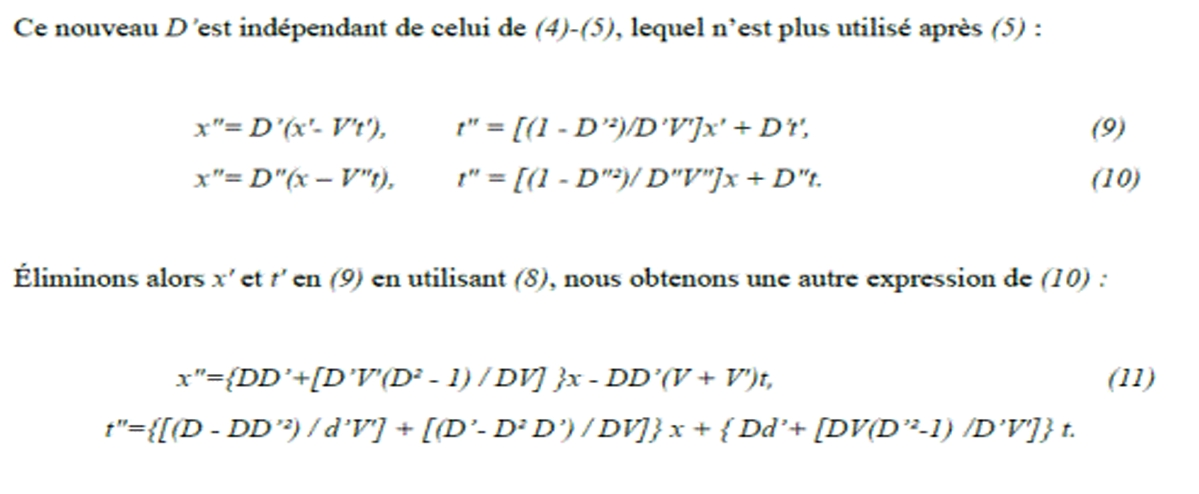 Ce nouveau D'est indépendant de celui de (4)-(5), lequel n'est plus utilisé après (5) :
x"= D'(x'- V't'), t" = [(1 - D'²)/D'V']x' + D't', (9)
x"= D"(x – V"t), t" = [(1 - D"²)/ D"V"]x + D"t. (10)
Éliminons alors x' et t' en (9) en utilisant (8), nous obtenons une autre expression de (10) :
x"={DD'+[D'V'(D² - 1) / DV] }x - DD'(V + V')t, (11)
t"={[(D - DD'²) / d'V'] + [(D'- D² D') / DV]} x + { Dd'+ [DV(D'²-1) /D'V']} t.